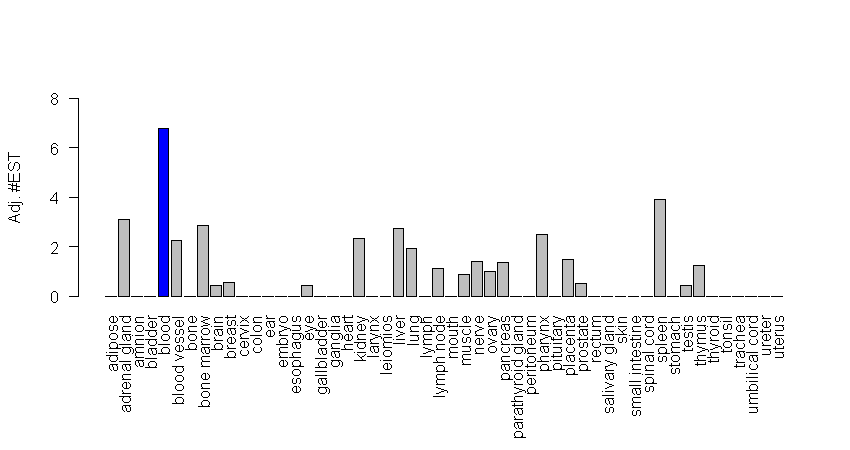 Adj. #EST
8
6
4
2
0
adipose
adrenal gland
amnion
bladder
blood
blood vessel
bone
bone marrow
brain
breast
cervix
colon
ear
embryo
esophagus
eye
gallbladder
ganglia
heart
kidney
larynx
leiomios
liver
lung
lymph
lymph node
mouth
muscle
nerve
ovary
pancreas
parathyroid gland
peritoneum
pharynx
pituitary
placenta
prostate
rectum
salivary gland
skin
small intestine
spinal cord
spleen
stomach
testis
thymus
thyroid
tonsil
trachea
umbilical cord
ureter
uterus